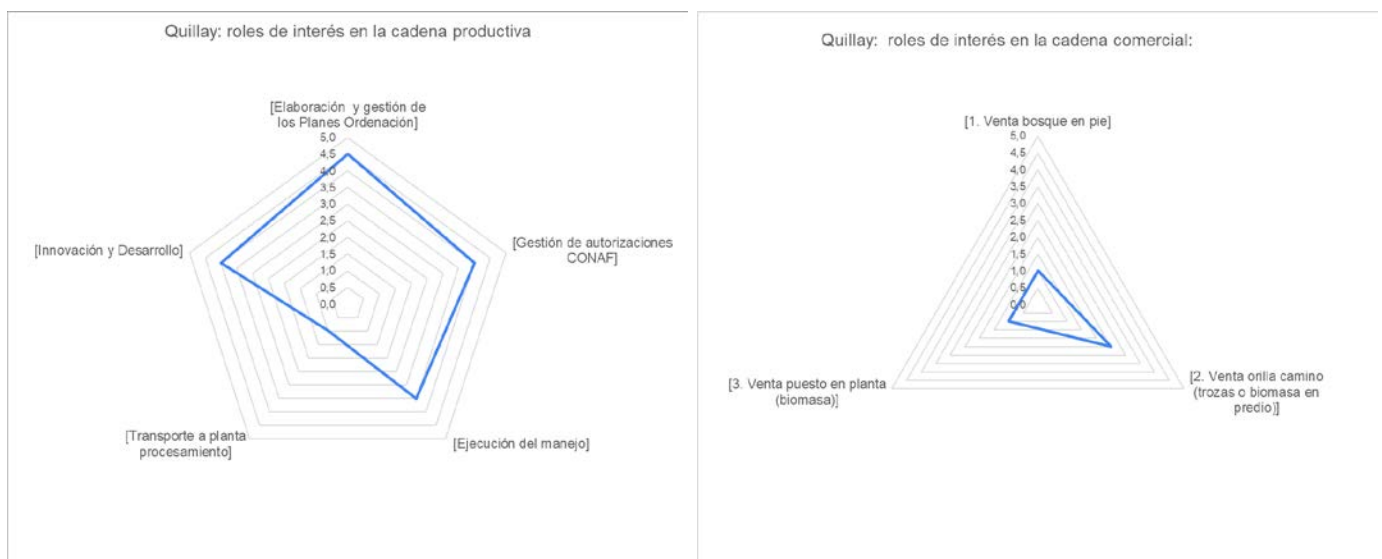 Quillay: roles de interés en la cadena productiva
[Elaboración y gestión de
los Planes Ordenación]
5,0
4,5
4,0
3,5
3,0
2,5
2,0
1,5
1,0
0,5
0,0
[Gestión de autorizaciones
CONAF]
[Ejecución del manejo]
[Transporte a planta
procesamiento]
[Innovación y Desarrollo]
Quillay: roles de interés en la cadena comercial:
[1. Venta bosque en pie]
5,0
4,5
4,0
3,5
3,0
2,5
2,0
1,5
1,0
0,5
0,0
[2. Venta orilla camino
(trozas o biomasa en
predio)]
[3. Venta puesto en planta
(biomasa)]